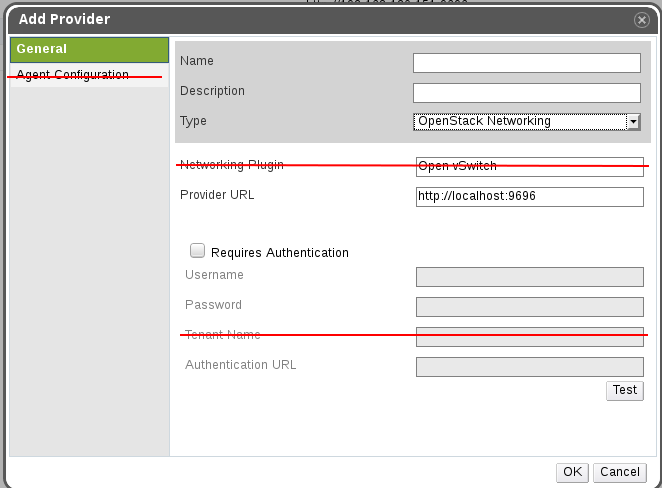 Add Provider
General
Agent Configuration
Name
Description
Type OpenStack Networking
Networking Plugin Open vSwitch
Provider URL http://localhost:9696
Requires Authentication
Username
Password
Tenant Name
Authentication URL
Test
OK Cancel